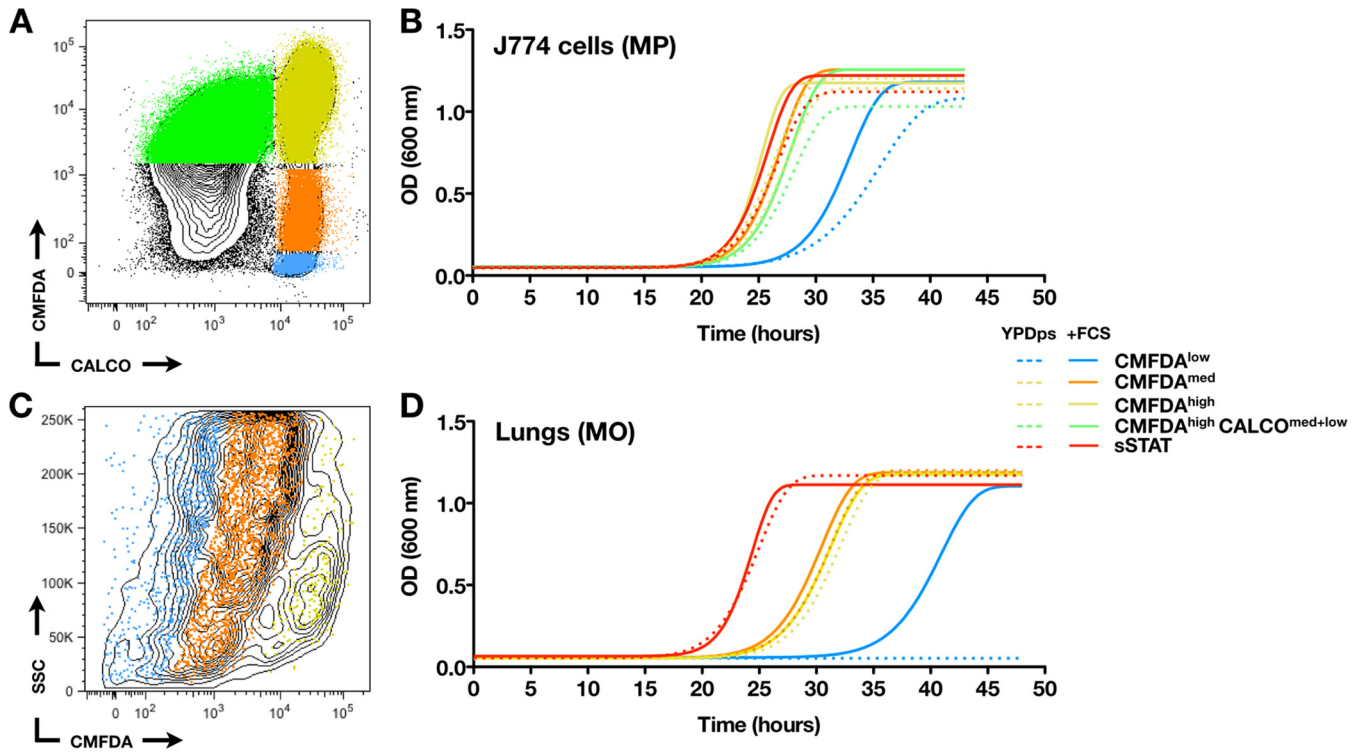 A
10⁵
10⁴
10³
10²
0
CMFDA
0 10² 10³ 10⁴ 10⁵
CALCO
B
J774 cells (MP)
1.5
1.0
0.5
0.0
OD (600 nm)
0 5 10 15 20 25 30 35 40 45 50
Time (hours)
YPDps +FCS
CMFDAˡᵒʷ
CMFDAᵐᵉᵈ
CMFDAʰⁱᵍʰ
CMFDAʰⁱᵍʰ CALCOᵐᵉᵈ⁺ˡᵒʷ
sSTAT
C
250K
200K
150K
100K
50K
0
SSC
0 10² 10³ 10⁴ 10⁵
CMFDA
D
Lungs (MO)
1.5
1.0
0.5
0.0
OD (600 nm)
0 5 10 15 20 25 30 35 40 45 50
Time (hours)